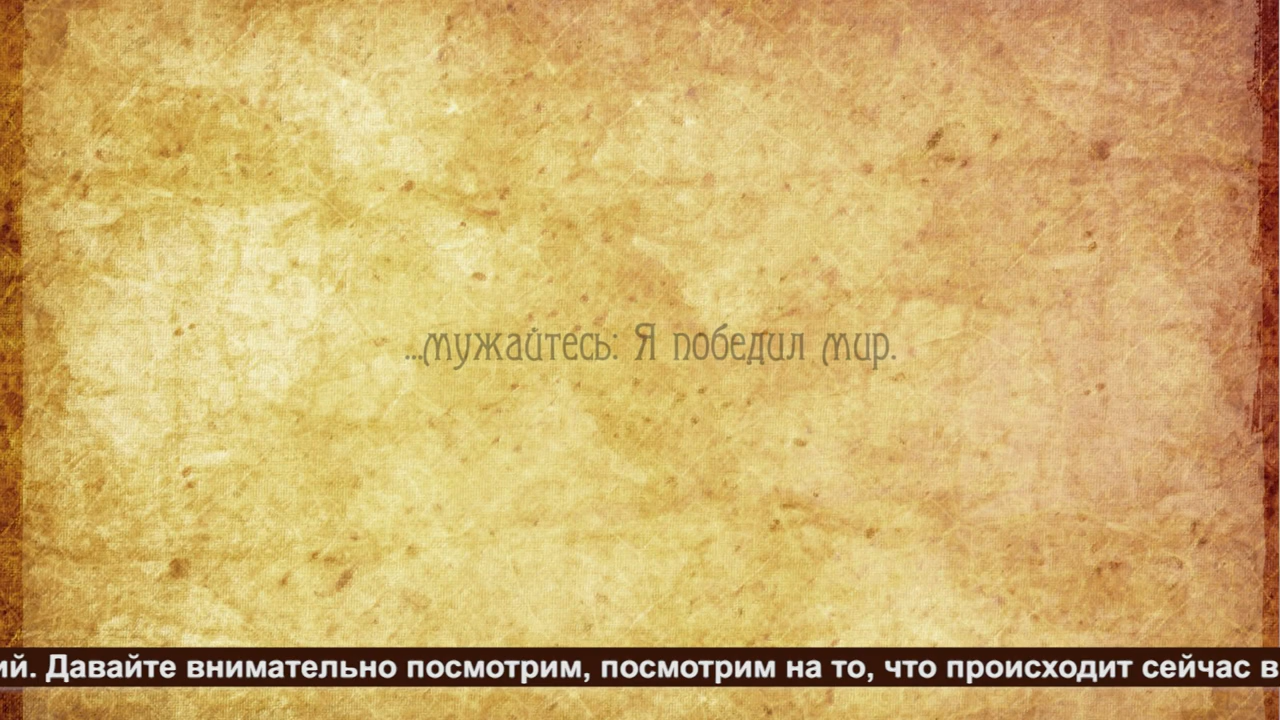 ...мужайтесь: Я победил мир.
ий. Давайте внимательно посмотрим, посмотрим на то, что происходит сейчас в